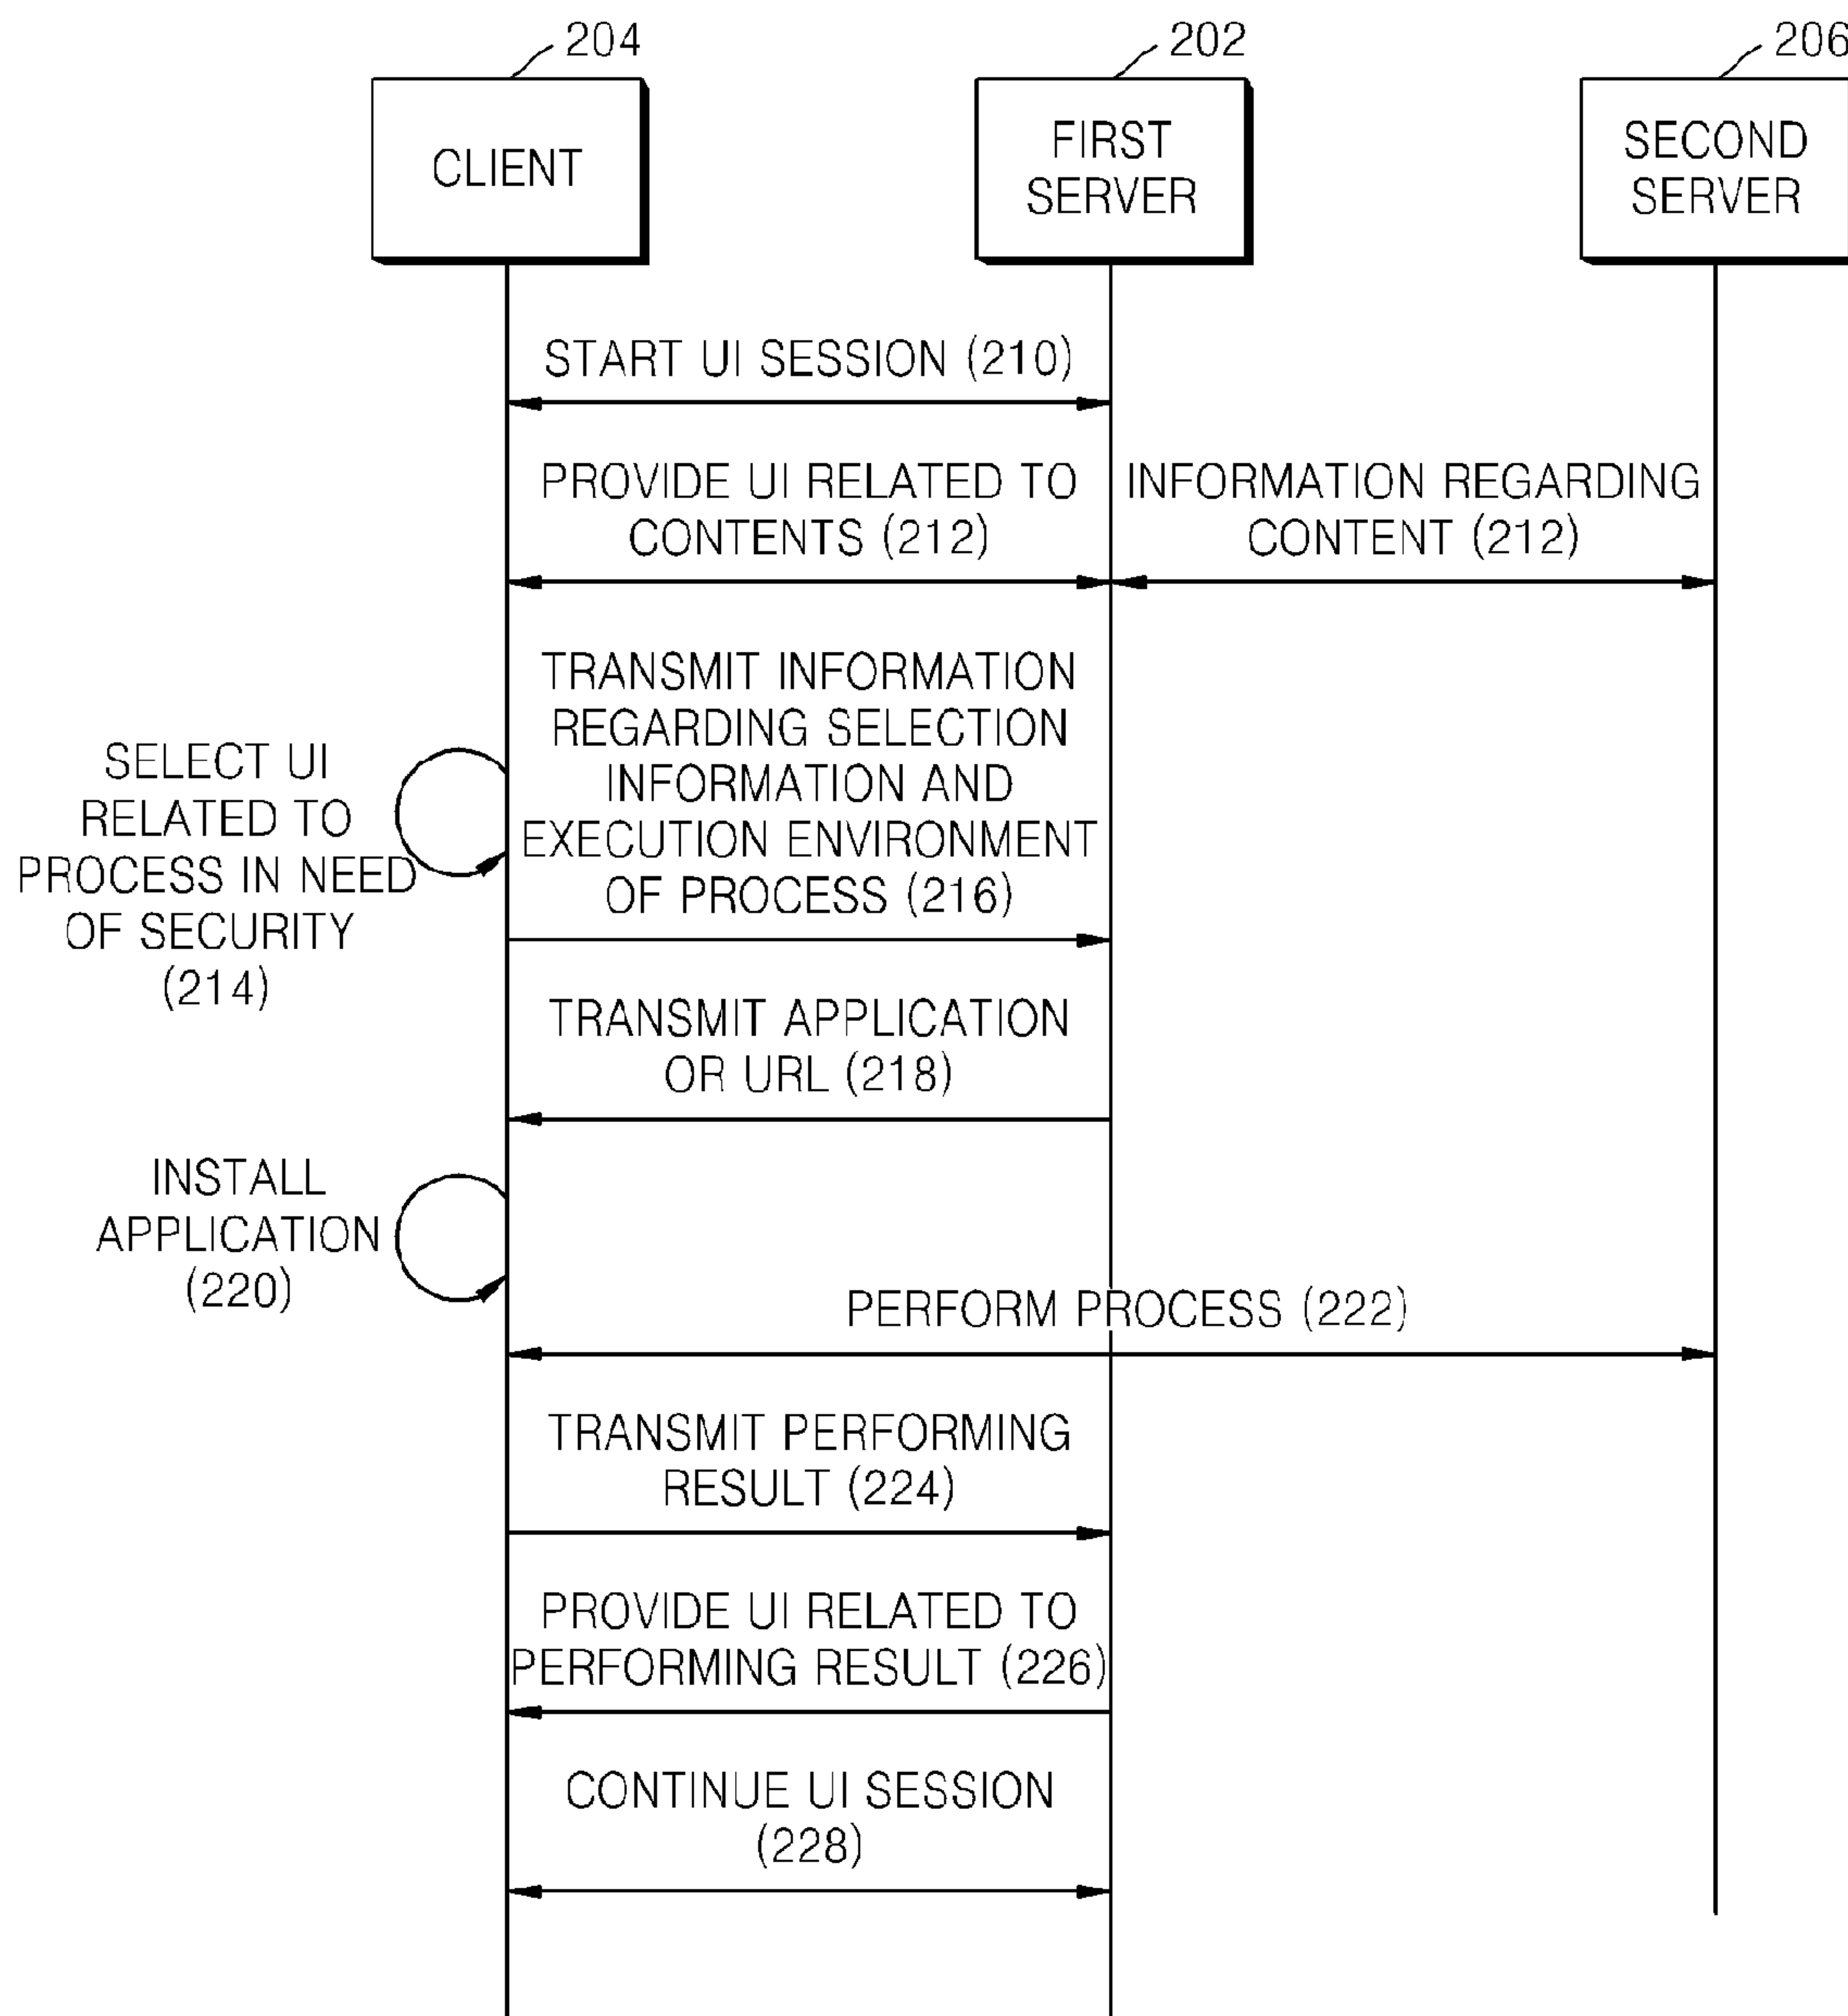 204
202
206
CLIENT
FIRST
SERVER
SECOND
SERVER
START UI SESSION (210)
PROVIDE UI RELATED TO
CONTENTS (212)
INFORMATION REGARDING
CONTENT (212)
TRANSMIT INFORMATION
REGARDING SELECTION
INFORMATION AND
EXECUTION ENVIRONMENT
OF PROCESS (216)
SELECT UI
RELATED TO
PROCESS IN NEED
OF SECURITY
(214)
TRANSMIT APPLICATION
OR URL (218)
INSTALL
APPLICATION
(220)
PERFORM PROCESS (222)
TRANSMIT PERFORMING
RESULT (224)
PROVIDE UI RELATED TO
PERFORMING RESULT (226)
CONTINUE UI SESSION
(228)